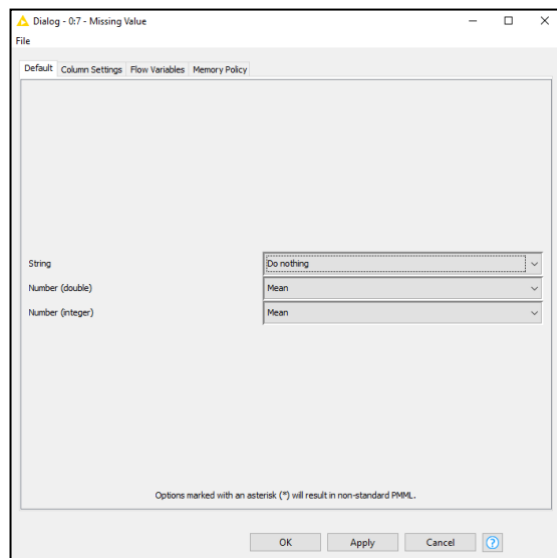 Dialog - 0:7 - Missing Value
File
Default Column Settings Flow Variables Memory Policy
String Do nothing
Number (double) Mean
Number (integer) Mean
Options marked with an asterisk (*) will result in non-standard PMML.
OK Apply Cancel ?